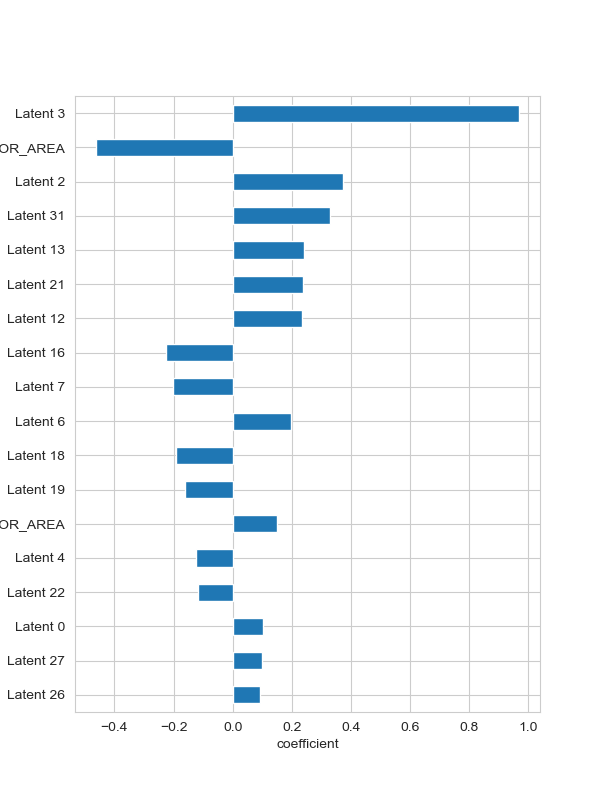 Latent 3
OR_AREA
Latent 2
Latent 31
Latent 13
Latent 21
Latent 12
Latent 16
Latent 7
Latent 6
Latent 18
Latent 19
OR_AREA
Latent 4
Latent 22
Latent 0
Latent 27
Latent 26
−0.4 −0.2 0.0 0.2 0.4 0.6 0.8 1.0
coefficient